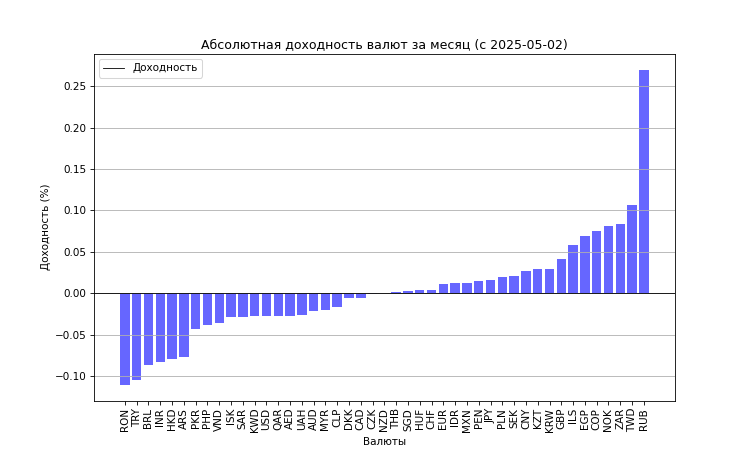 Абсолютная доходность валют за месяц (с 2025-05-02)
Доходность
0.25
0.20
0.15
0.10
0.05
0.00
−0.05
−0.10
Доходность (%)
RON TRY BRL INR HKD ARS PKR PHP VND ISK SAR KWD USD QAR AED UAH AUD MYR CLP DKK CAD CZK NZD THB SGD HUF CHF EUR IDR MXN PEN JPY PLN SEK CNY KZT KRW GBP ILS EGP COP NOK ZAR TWD RUB
Валюты